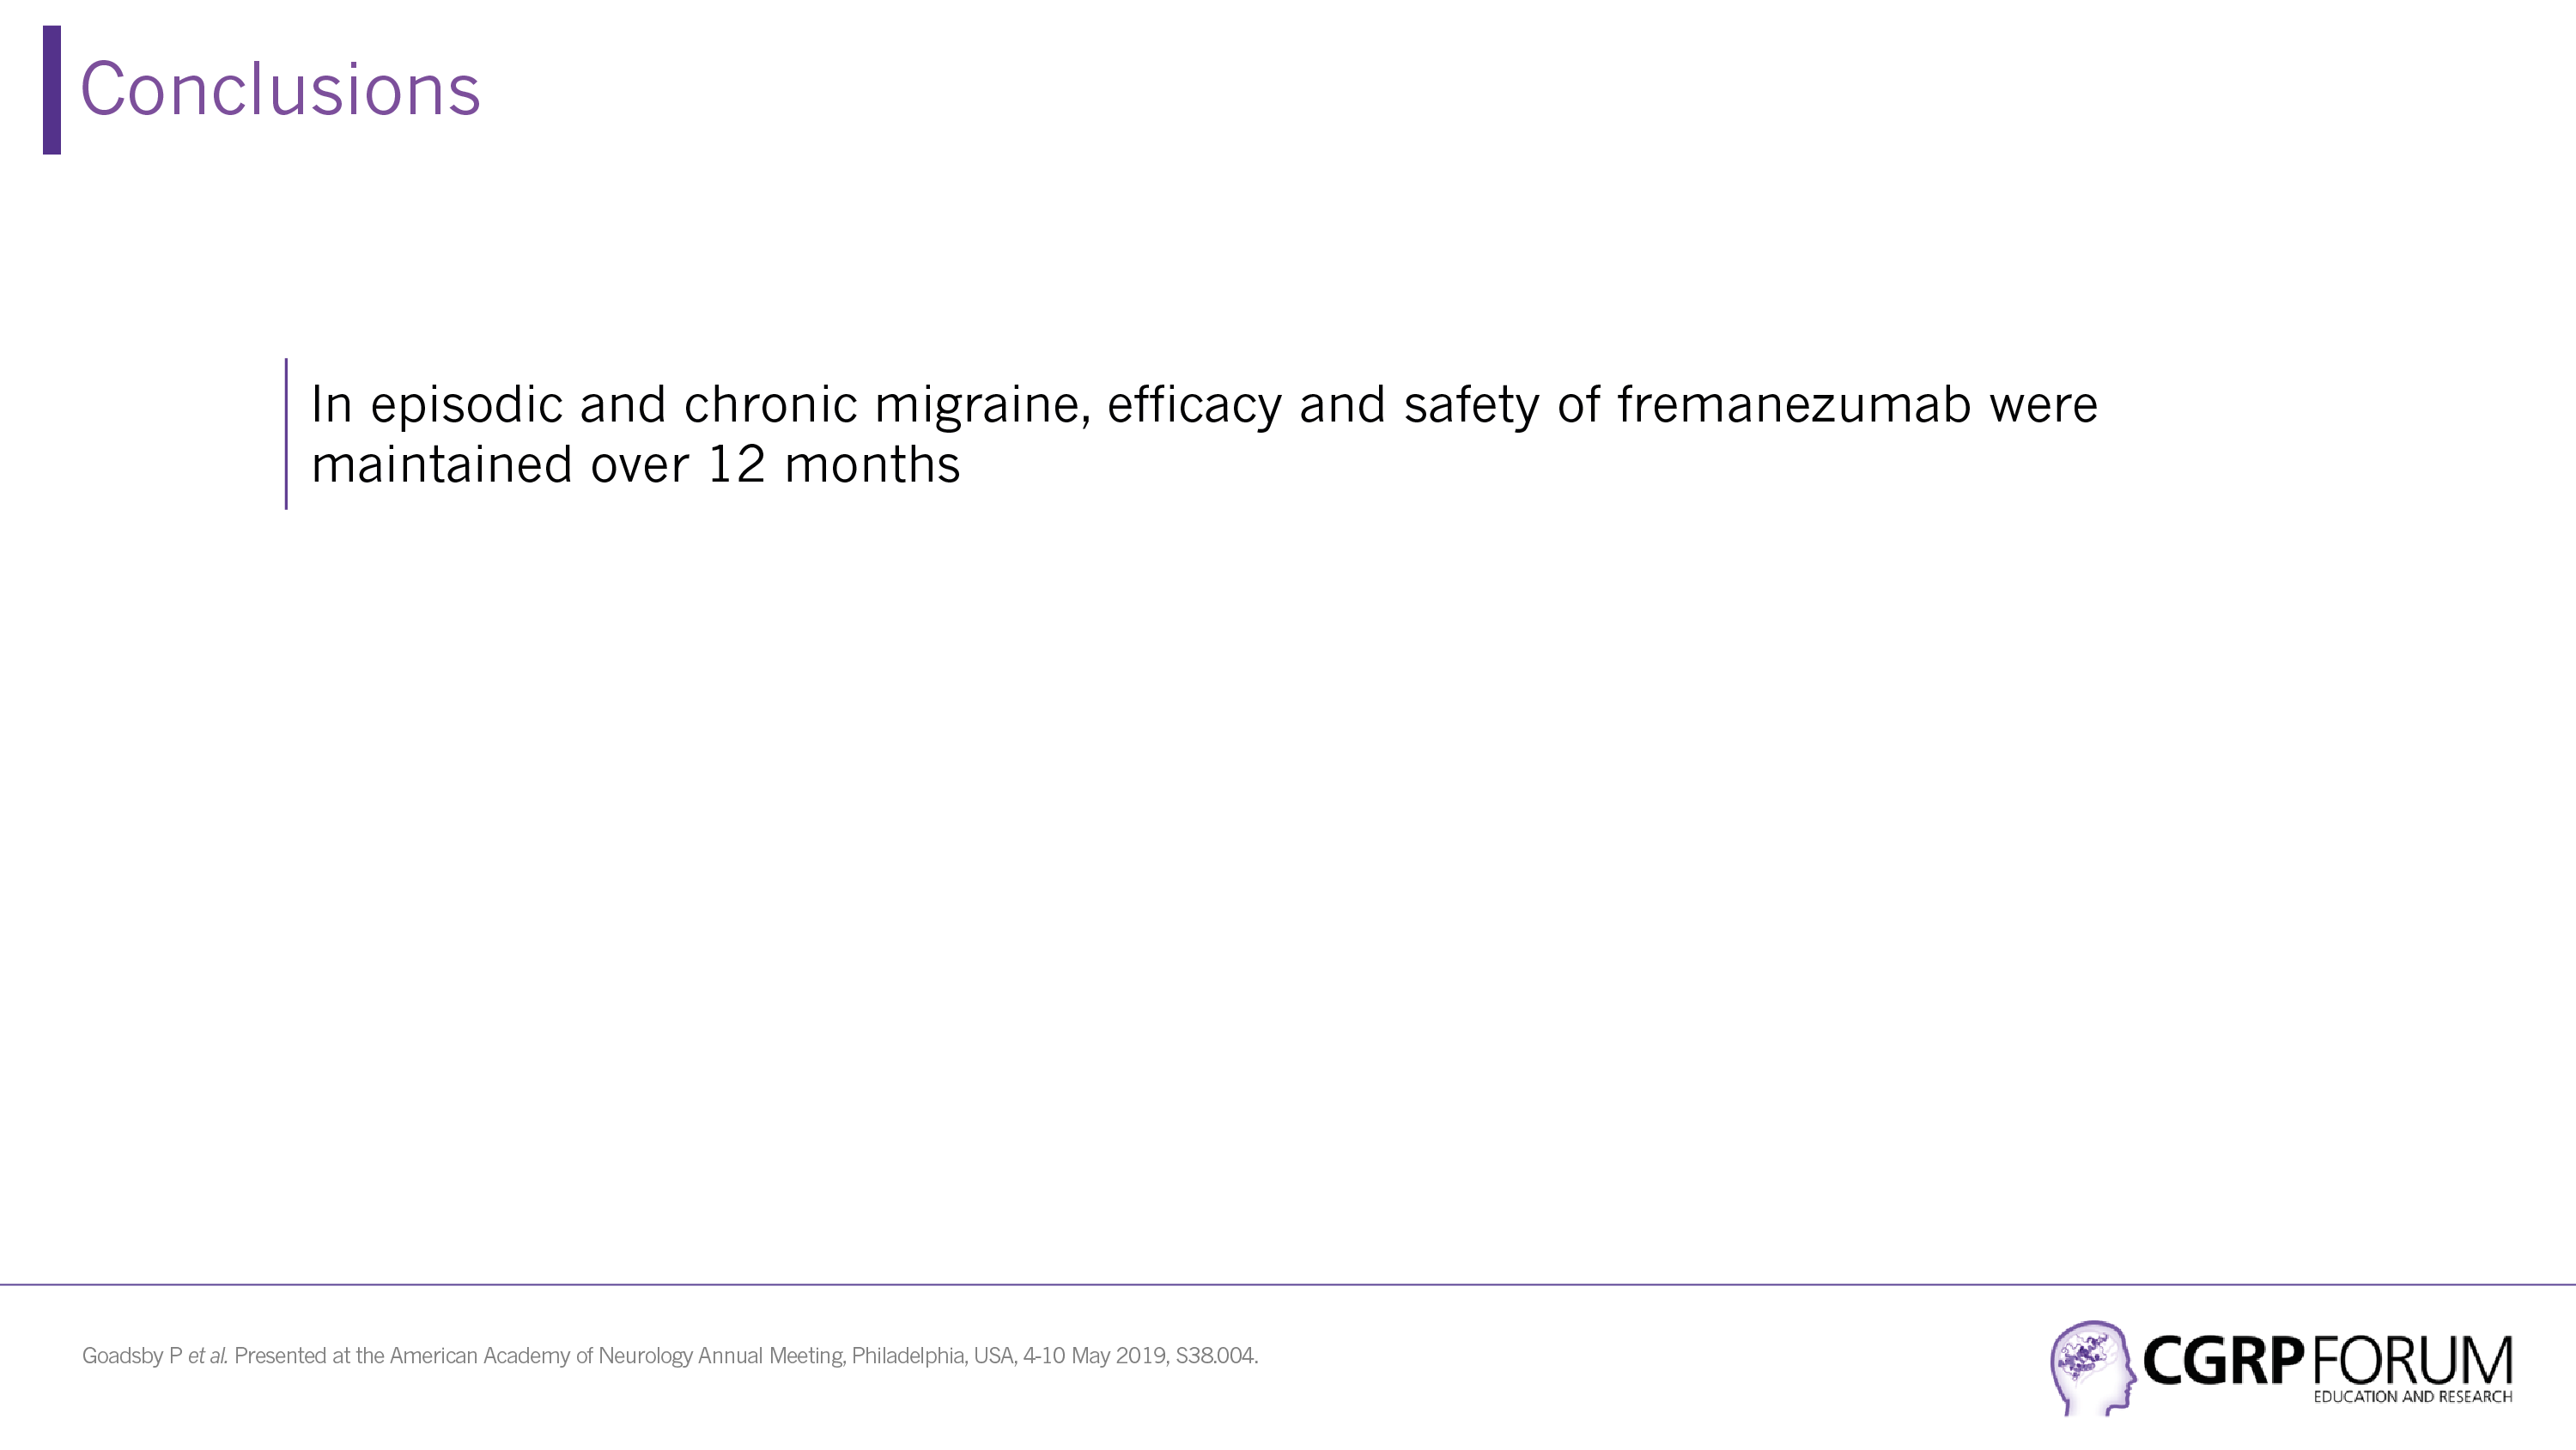 Conclusions
In episodic and chronic migraine, efficacy and safety of fremanezumab were
maintained over 12 months
Goadsby P et al. Presented at the American Academy of Neurology Annual Meeting, Philadelphia, USA, 4-10 May 2019, S38.004.
CGRP FORUM
EDUCATION AND RESEARCH